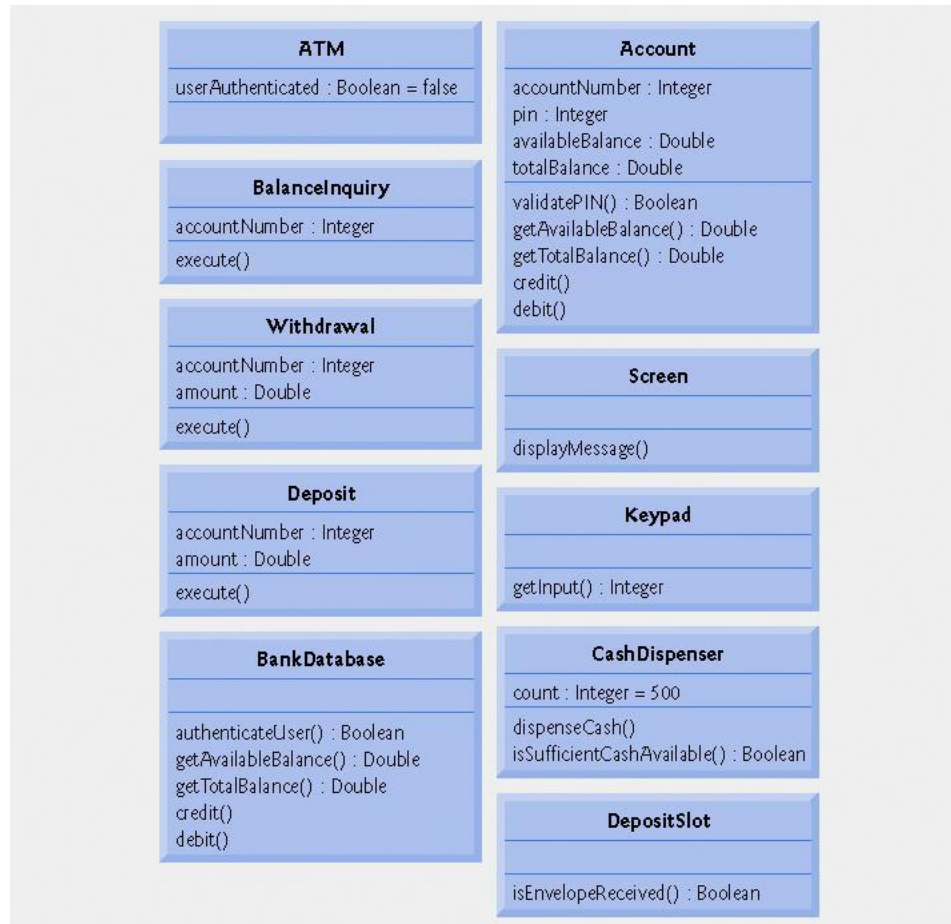 ATM
userAuthenticated : Boolean = false
BalanceInquiry
accountNumber : Integer
execute()
Withdrawal
accountNumber : Integer
amount : Double
execute()
Deposit
accountNumber : Integer
amount : Double
execute()
BankDatabase
authenticateUser() : Boolean
getAvailableBalance() : Double
getTotalBalance() : Double
credit()
debit()
Account
accountNumber : Integer
pin : Integer
availableBalance : Double
totalBalance : Double
validatePIN() : Boolean
getAvailableBalance() : Double
getTotalBalance() : Double
credit()
debit()
Screen
displayMessage()
Keypad
getInput() : Integer
CashDispenser
count : Integer = 500
dispenseCash()
isSufficientCashAvailable() : Boolean
DepositSlot
isEnvelopeReceived() : Boolean